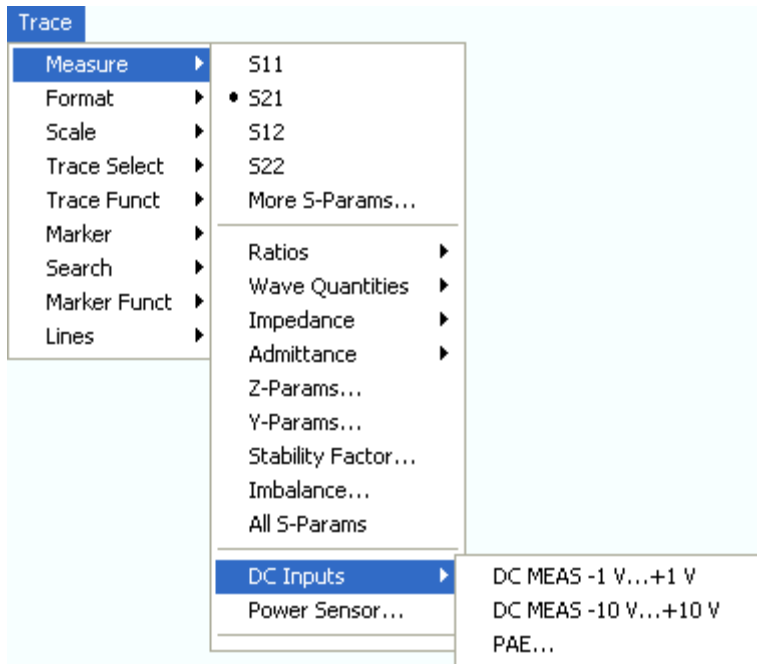 Trace
Measure
Format
Scale
Trace Select
Trace Funct
Marker
Search
Marker Funct
Lines
S11
• S21
S12
S22
More S-Params...
Ratios
Wave Quantities
Impedance
Admittance
Z-Params...
Y-Params...
Stability Factor...
Imbalance...
All S-Params
DC Inputs
Power Sensor...
DC MEAS -1 V...+1 V
DC MEAS -10 V...+10 V
PAE...